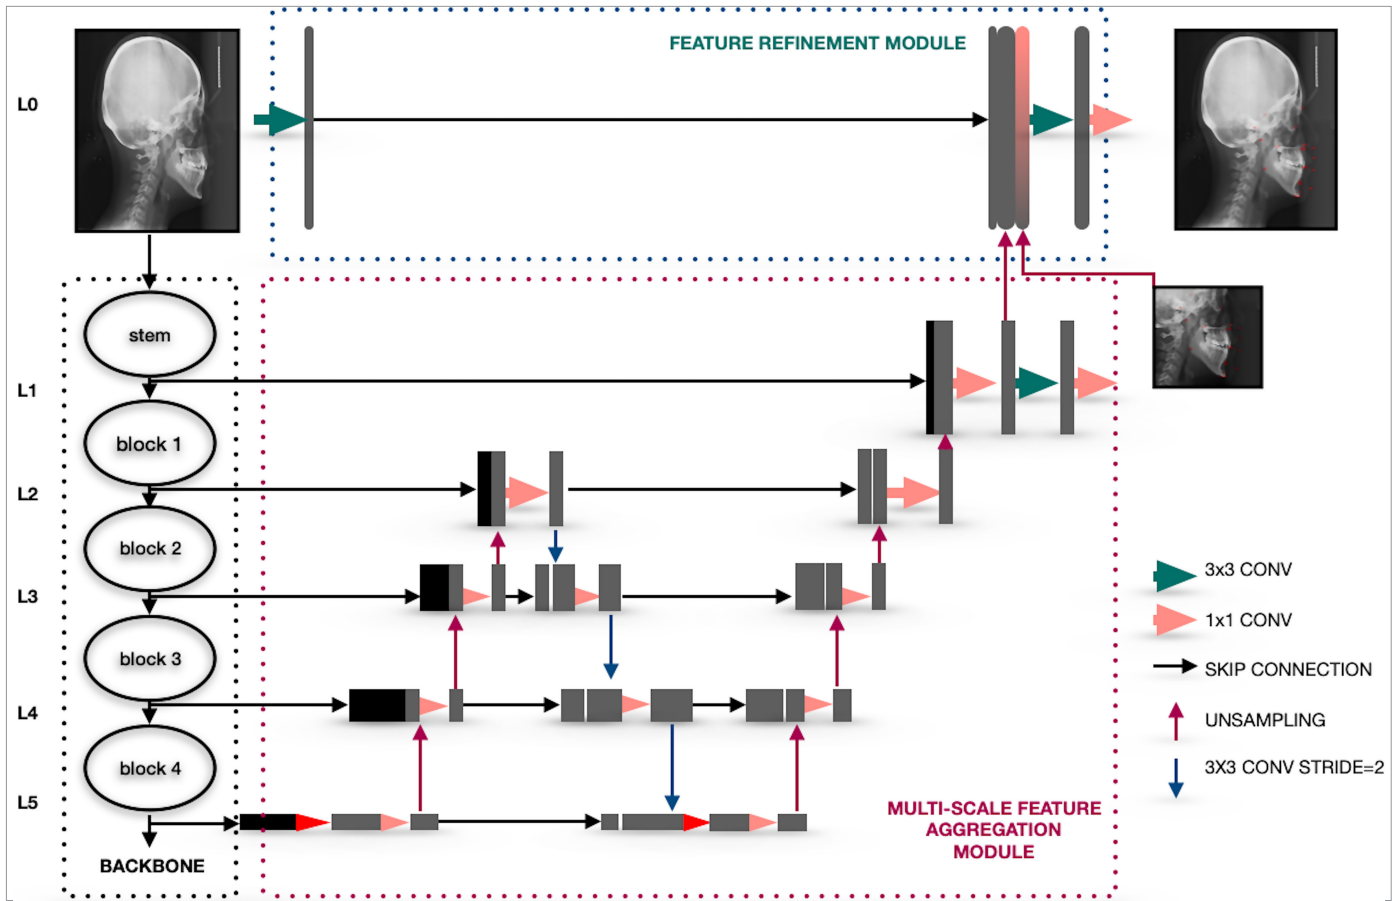 FEATURE REFINEMENT MODULE
L0
stem
L1
block 1
L2
block 2
3x3 CONV
L3
1x1 CONV
block 3
SKIP CONNECTION
L4
UNSAMPLING
block 4
3X3 CONV STRIDE=2
L5
MULTI-SCALE FEATURE
AGGREGATION
MODULE
BACKBONE